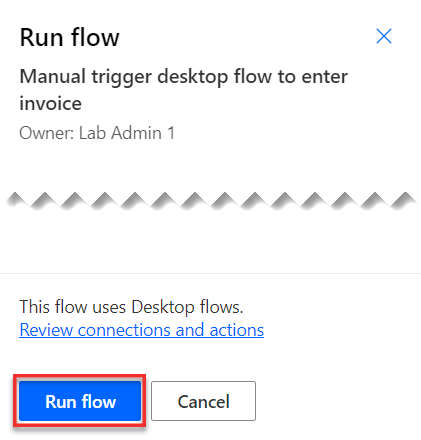 Run flow
Manual trigger desktop flow to enter
invoice
Owner: Lab Admin 1
This flow uses Desktop flows.
Review connections and actions
Run flow
Cancel